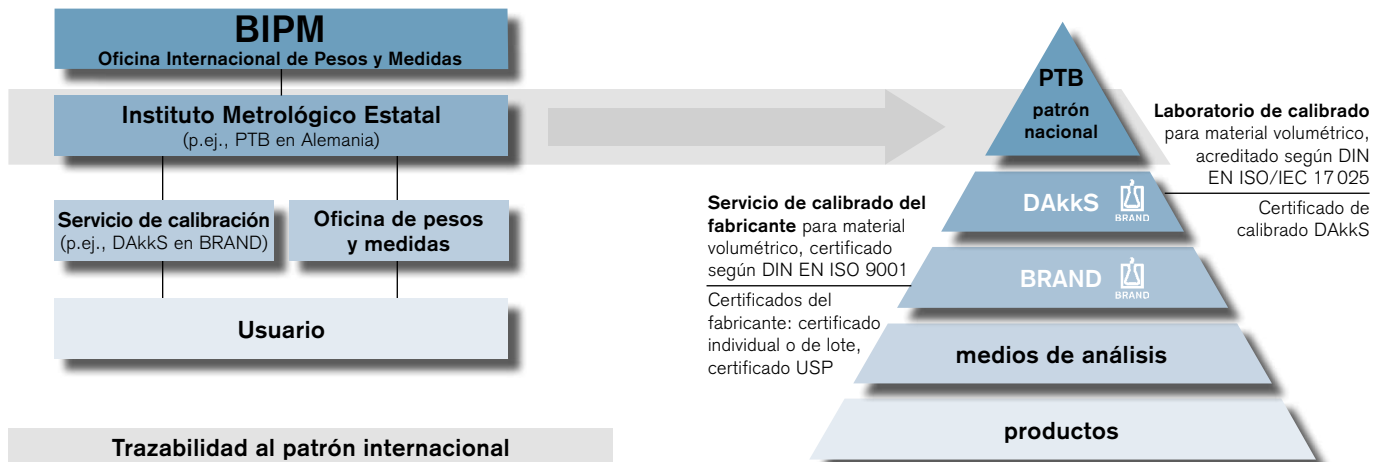 BIPM
Oficina Internacional de Pesos y Medidas
Instituto Metrológico Estatal
(p.ej., PTB en Alemania)
Servicio de calibración
(p.ej., DAkkS en BRAND)
Oficina de pesos
y medidas
Usuario
Trazabilidad al patrón internacional
PTB
patrón
nacional
Laboratorio de calibrado
para material volumétrico,
acreditado según DIN
EN ISO/IEC 17 025
Certificado de
calibrado DAkkS
DAkkS
BRAND
Servicio de calibrado del
fabricante para material
volumétrico, certificado
según DIN EN ISO 9001
Certificados del
fabricante: certificado
individual o de lote,
certificado USP
BRAND
BRAND
medios de análisis
productos